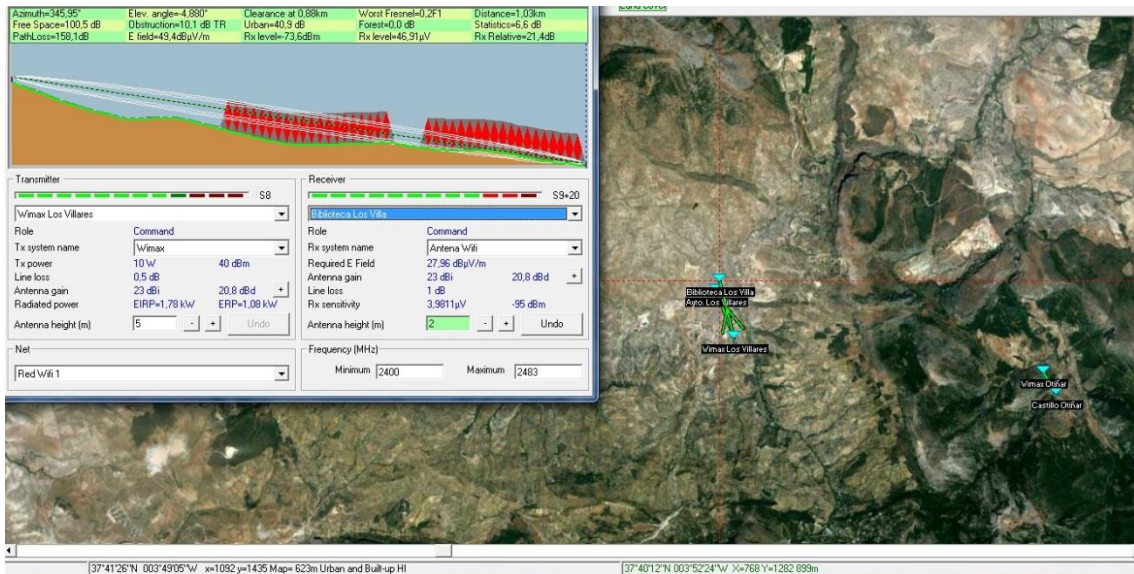 Land cover
Azimuth=345,95° Elev. angle=-4,880° Clearance at 0,88km Worst Fresnel=0,2F1 Distance=1,03km
Free Space=100,5 dB Obstruction=10,1 dB TR Urban=40,9 dB Forest=0,0 dB Statistics=6,6 dB
PathLoss=158,1dB E field=49,4dBµV/m Rx level=-73,6dBm Rx level=46,91µV Rx Relative=21,4dB
Transmitter
S8
Wimax Los Villares
Role Command
Tx system name Wimax
Tx power 10 W 40 dBm
Line loss 0,5 dB
Antenna gain 23 dBi 20,8 dBd +
Radiated power EIRP=1,78 kW ERP=1,08 kW
Antenna height (m) 5 - + Undo
Receiver
S9+20
Biblioteca Los Villa
Role Command
Rx system name Antena Wifi
Required E Field 27,96 dBµV/m
Antenna gain 23 dBi 20,8 dBd +
Line loss 1 dB
Rx sensitivity 3,9811µV -95 dBm
Antenna height (m) 2 - + Undo
Net
Red Wifi 1
Frequency (MHz)
Minimum 2400 Maximum 2483
Biblioteca Los Villa
Ayto. Los Villares
Wimax Los Villares
Wimax Otiñar
Castillo Otiñar
37°41'26"N 003°49'05"W x=1092 y=1435 Map= 623m Urban and Built-up HI
37°40'12"N 003°52'24"W X=768 Y=1282 899m